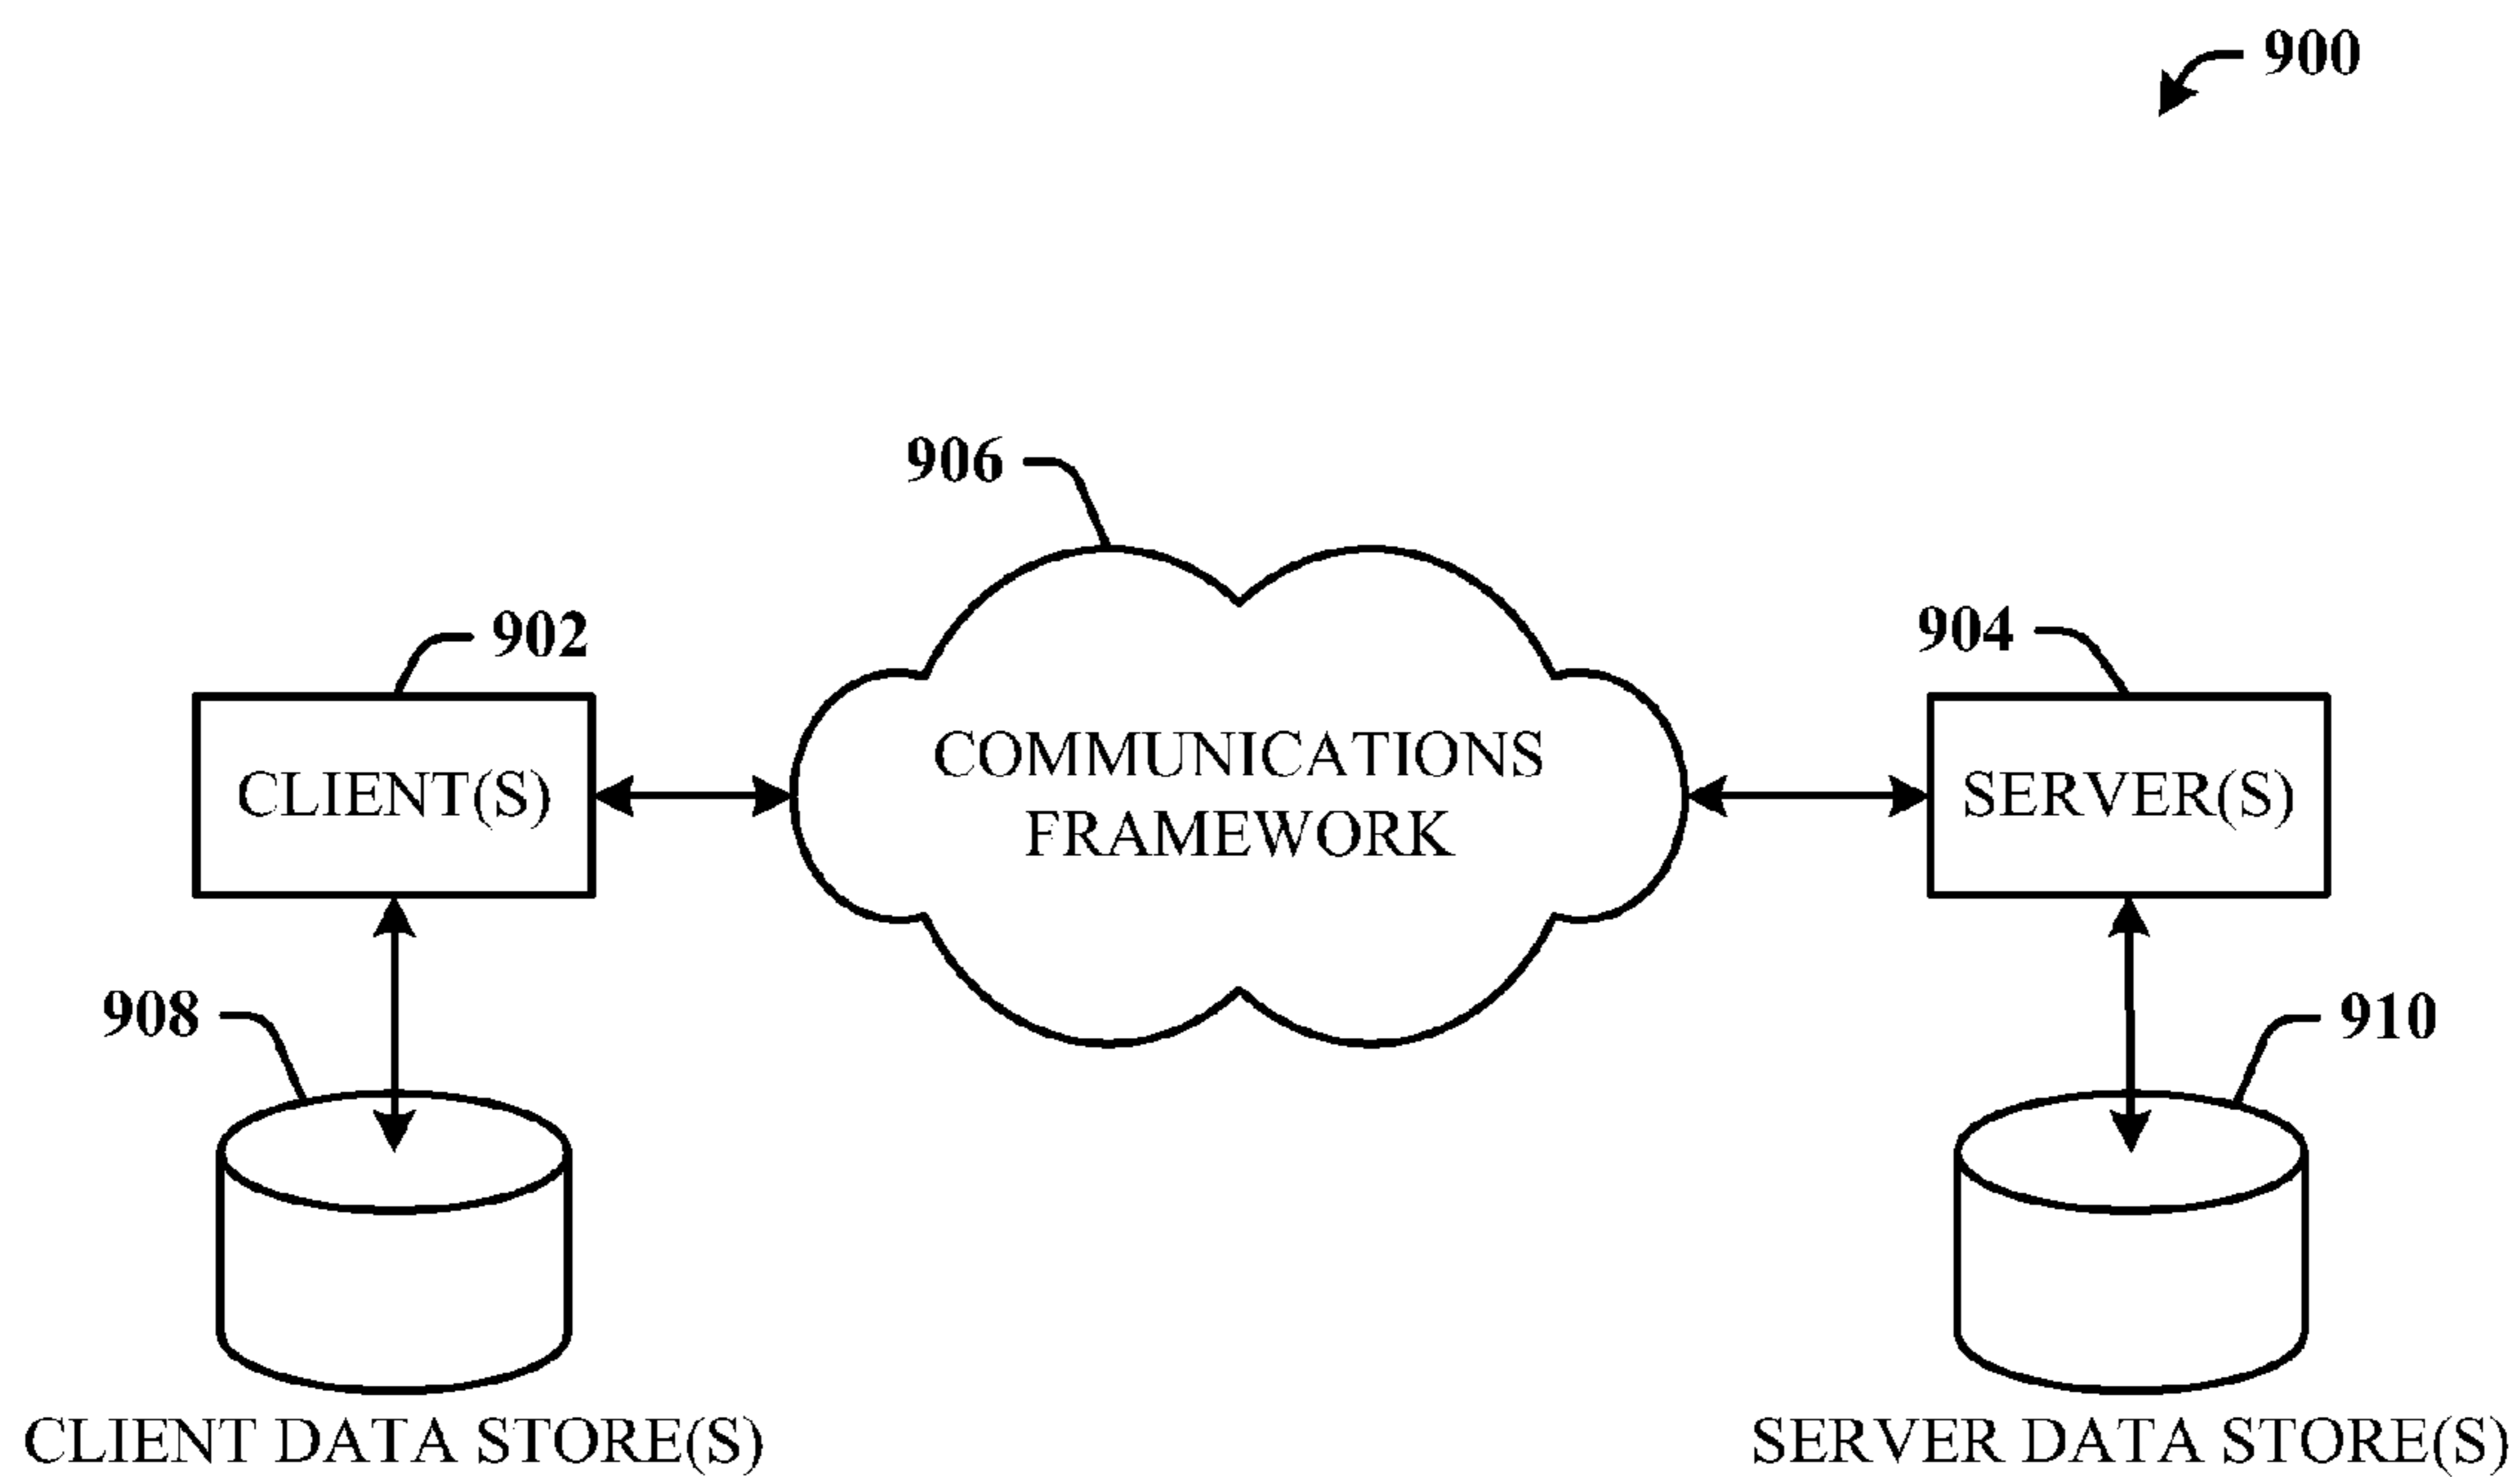 900
906
902
904
CLIENT(S)
COMMUNICATIONS
FRAMEWORK
SERVER(S)
908
910
CLIENT DATA STORE(S)
SERVER DATA STORE(S)